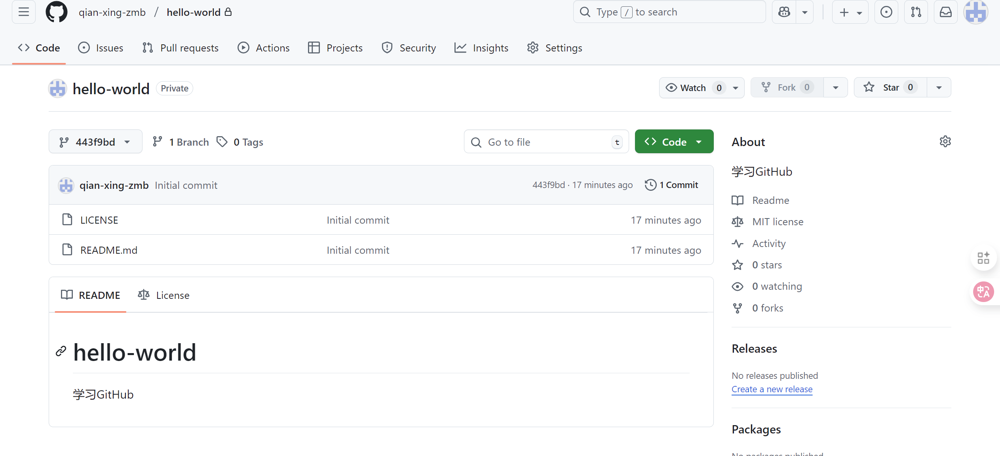 qian-xing-zmb / hello-world
Type / to search
Code Issues Pull requests Actions Projects Security Insights Settings
hello-world Private
Watch 0 Fork 0 Star 0
443f9bd 1 Branch 0 Tags
Go to file t
Code
qian-xing-zmb Initial commit 443f9bd · 17 minutes ago 1 Commit
LICENSE Initial commit 17 minutes ago
README.md Initial commit 17 minutes ago
README License
hello-world
学习GitHub
About
学习GitHub
Readme
MIT license
Activity
0 stars
0 watching
0 forks
Releases
No releases published
Create a new release
Packages
No packages published
中A